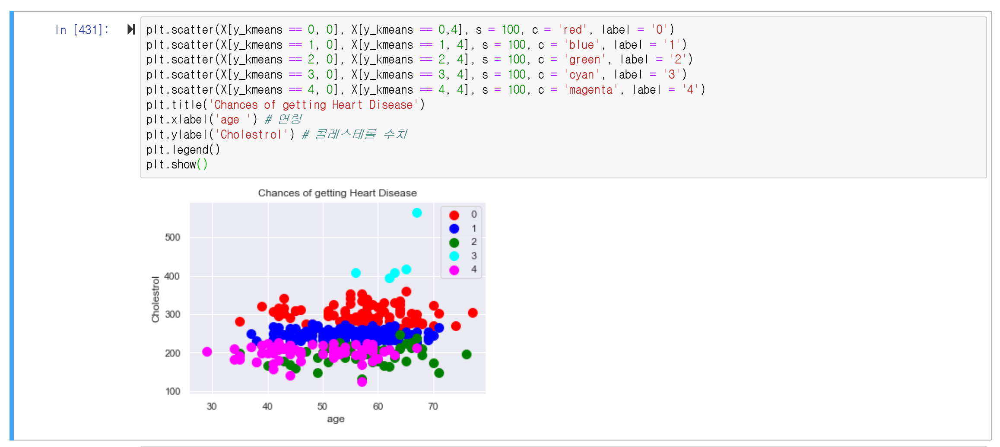 In [431]:
plt.scatter(X[y_kmeans == 0, 0], X[y_kmeans == 0,4], s = 100, c = 'red', label = '0')
plt.scatter(X[y_kmeans == 1, 0], X[y_kmeans == 1, 4], s = 100, c = 'blue', label = '1')
plt.scatter(X[y_kmeans == 2, 0], X[y_kmeans == 2, 4], s = 100, c = 'green', label = '2')
plt.scatter(X[y_kmeans == 3, 0], X[y_kmeans == 3, 4], s = 100, c = 'cyan', label = '3')
plt.scatter(X[y_kmeans == 4, 0], X[y_kmeans == 4, 4], s = 100, c = 'magenta', label = '4')
plt.title('Chances of getting Heart Disease')
plt.xlabel('age ') # 연령
plt.ylabel('Cholestrol') # 콜레스테롤 수치
plt.legend()
plt.show()
Chances of getting Heart Disease
0
1
2
3
4
Cholestrol
500
400
300
200
100
30 40 50 60 70
age